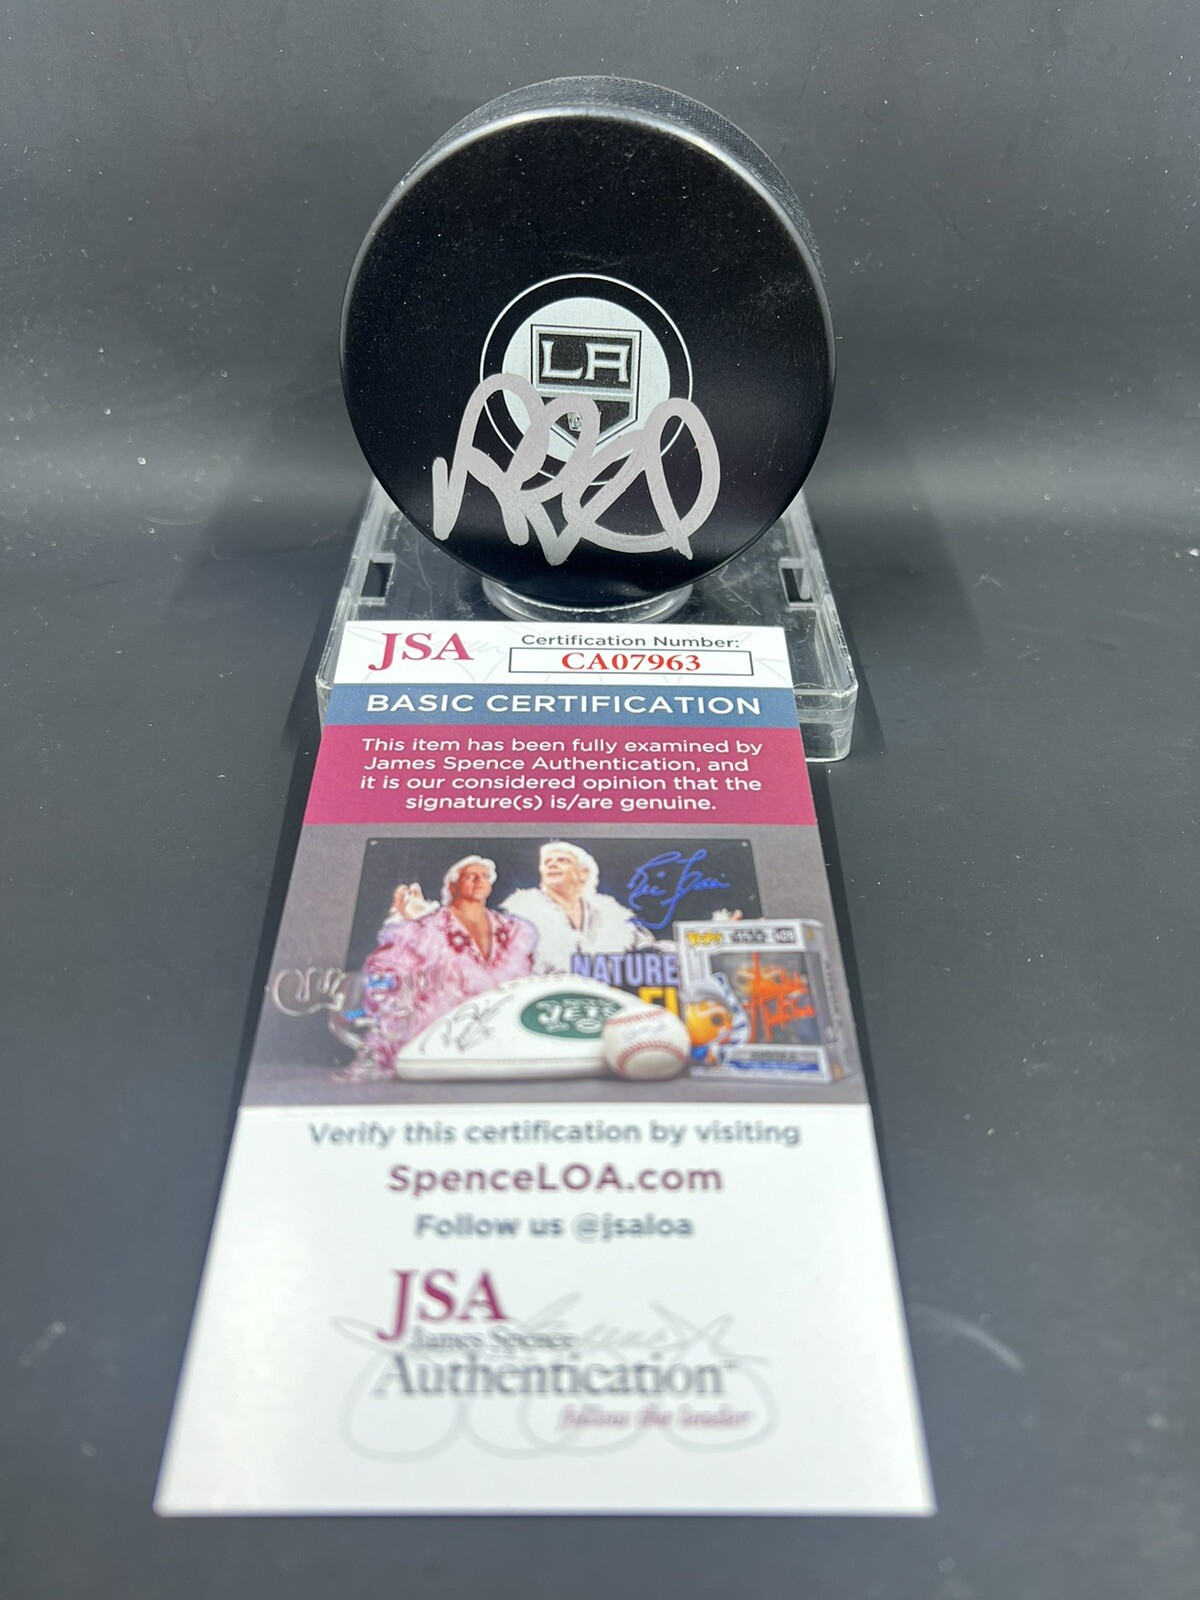 LA
JSA
Certification Number:
CA07963
BASIC CERTIFICATION
This item has been fully examined by
James Spence Authentication, and
it is our considered opinion that the
signature(s) is/are genuine.
NATURE
JETS
Verify this certification by visiting
SpenceLOA.com
Follow us @jsaloa
JSA
James Spence
Authentication™
follow the leader